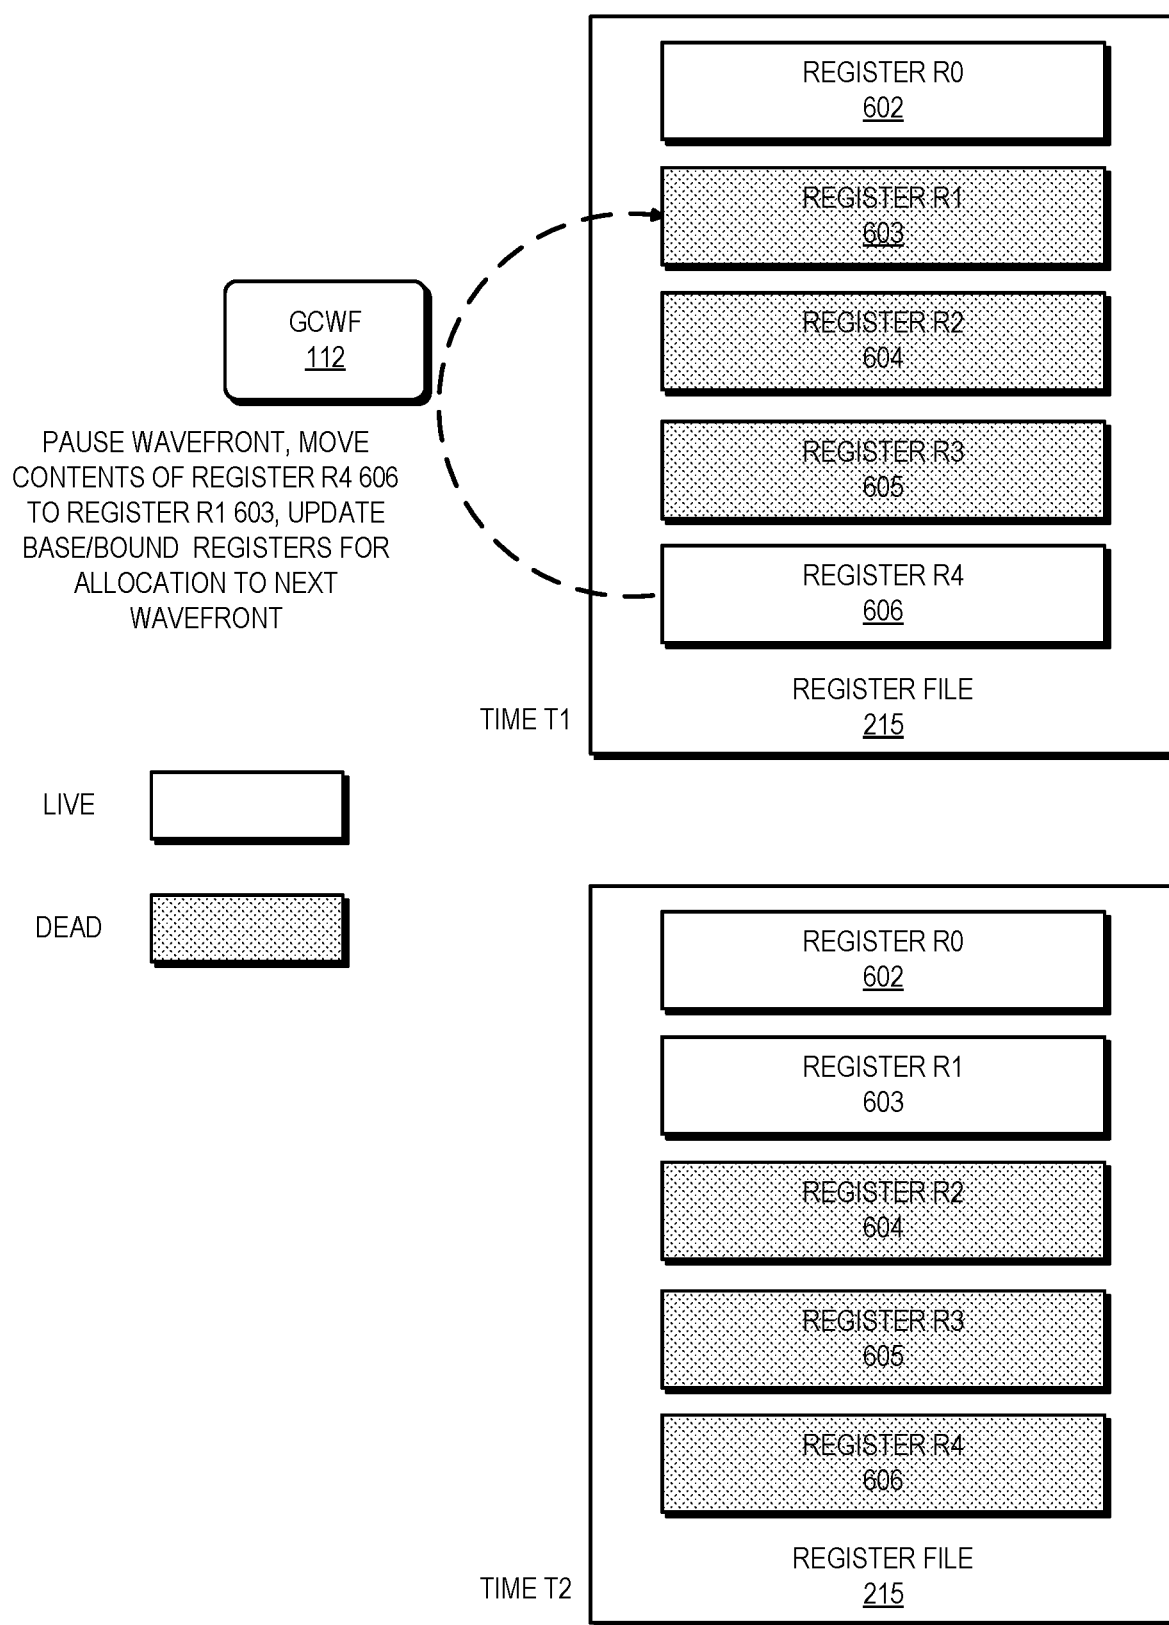 REGISTER R0
602
REGISTER R1
603
REGISTER R2
604
REGISTER R3
605
REGISTER R4
606
REGISTER FILE
215
TIME T1
GCWF
112
PAUSE WAVEFRONT, MOVE
CONTENTS OF REGISTER R4 606
TO REGISTER R1 603, UPDATE
BASE/BOUND REGISTERS FOR
ALLOCATION TO NEXT
WAVEFRONT
LIVE
DEAD
REGISTER R0
602
REGISTER R1
603
REGISTER R2
604
REGISTER R3
605
REGISTER R4
606
REGISTER FILE
215
TIME T2